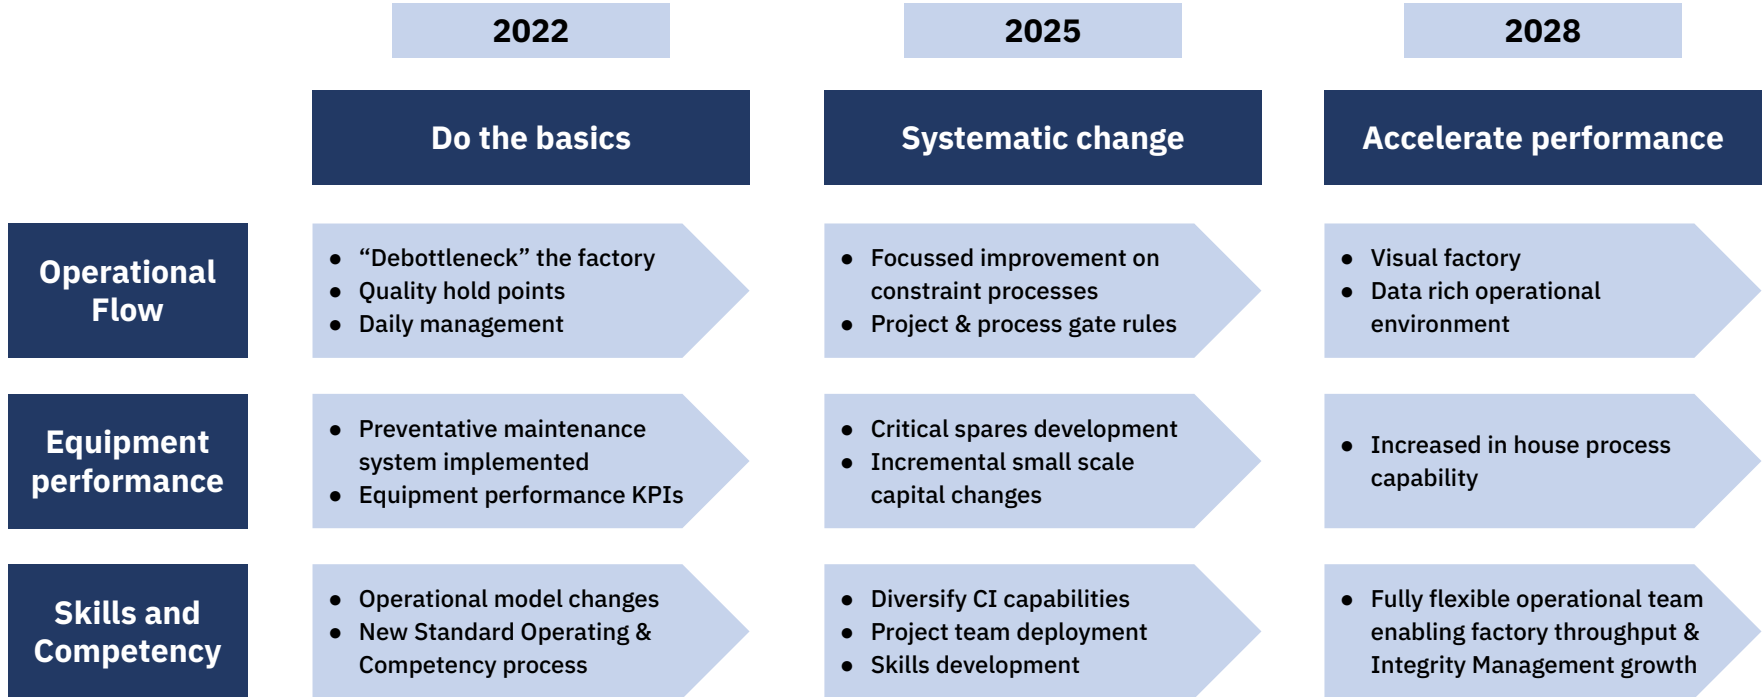 2022
2025
2028
Do the basics
Systematic change
Accelerate performance
Operational
Flow
● “Debottleneck” the factory
● Quality hold points
● Daily management
● Focussed improvement on
constraint processes
● Project & process gate rules
● Visual factory
● Data rich operational
environment
Equipment
performance
● Preventative maintenance
system implemented
● Equipment performance KPIs
● Critical spares development
● Incremental small scale
capital changes
● Increased in house process
capability
Skills and
Competency
● Operational model changes
● New Standard Operating &
Competency process
● Diversify CI capabilities
● Project team deployment
● Skills development
● Fully flexible operational team
enabling factory throughput &
Integrity Management growth